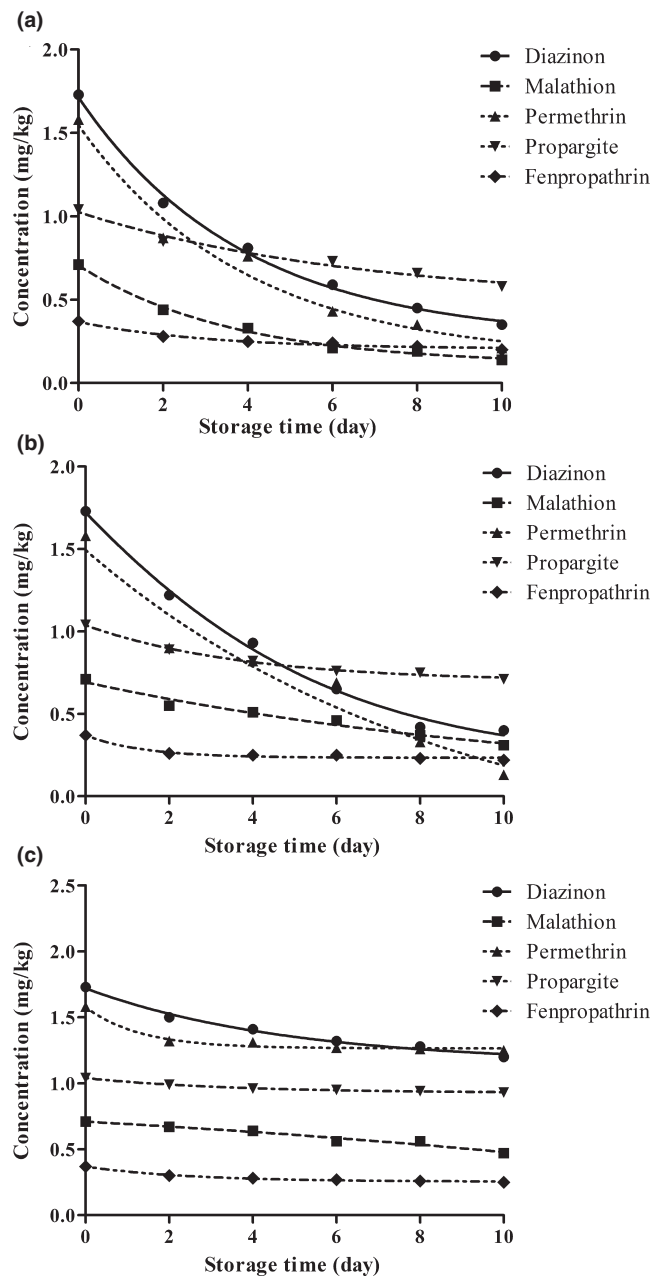 (a)
2.0
1.5
1.0
0.5
0.0
Concentration (mg/kg)
0 2 4 6 8 10
Storage time (day)
Diazinon
Malathion
Permethrin
Propargite
Fenpropathrin
(b)
2.0
1.5
1.0
0.5
0.0
Concentration (mg/kg)
0 2 4 6 8 10
Storage time (day)
Diazinon
Malathion
Permethrin
Propargite
Fenpropathrin
(c)
2.5
2.0
1.5
1.0
0.5
0.0
Concentration (mg/kg)
0 2 4 6 8 10
Storage time (day)
Diazinon
Malathion
Permethrin
Propargite
Fenpropathrin